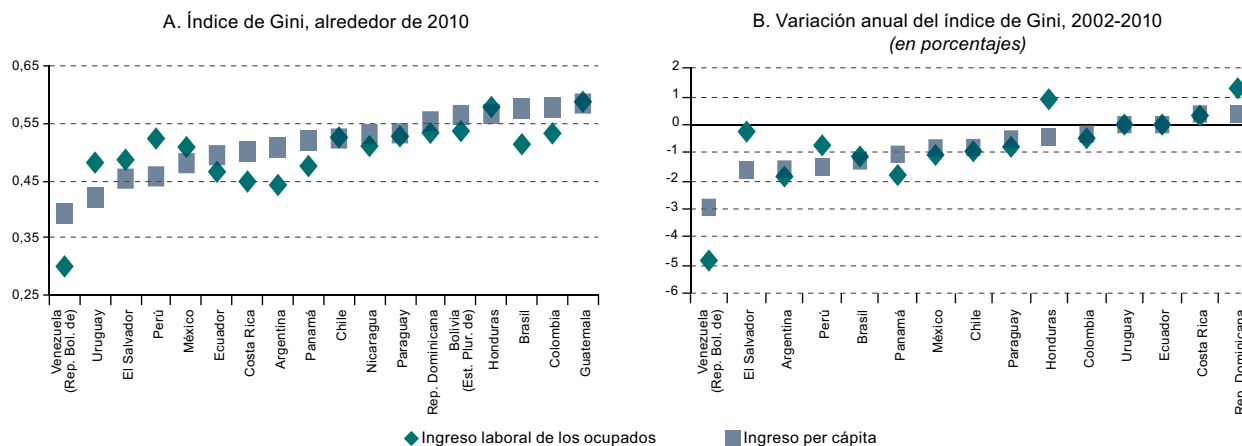 A. Índice de Gini, alrededor de 2010
0,65
0,55
0,45
0,35
0,25
Venezuela
(Rep. Bol. de)
Uruguay
El Salvador
Perú
México
Ecuador
Costa Rica
Argentina
Panamá
Chile
Nicaragua
Paraguay
Rep. Dominicana
Bolivia
(Est. Plur. de)
Honduras
Brasil
Colombia
Guatemala
B. Variación anual del índice de Gini, 2002-2010
(en porcentajes)
2
1
0
-1
-2
-3
-4
-5
-6
Venezuela
(Rep. Bol. de)
El Salvador
Argentina
Perú
Brasil
Panamá
México
Chile
Paraguay
Honduras
Colombia
Uruguay
Ecuador
Costa Rica
Rep. Dominicana
Ingreso laboral de los ocupados
Ingreso per cápita